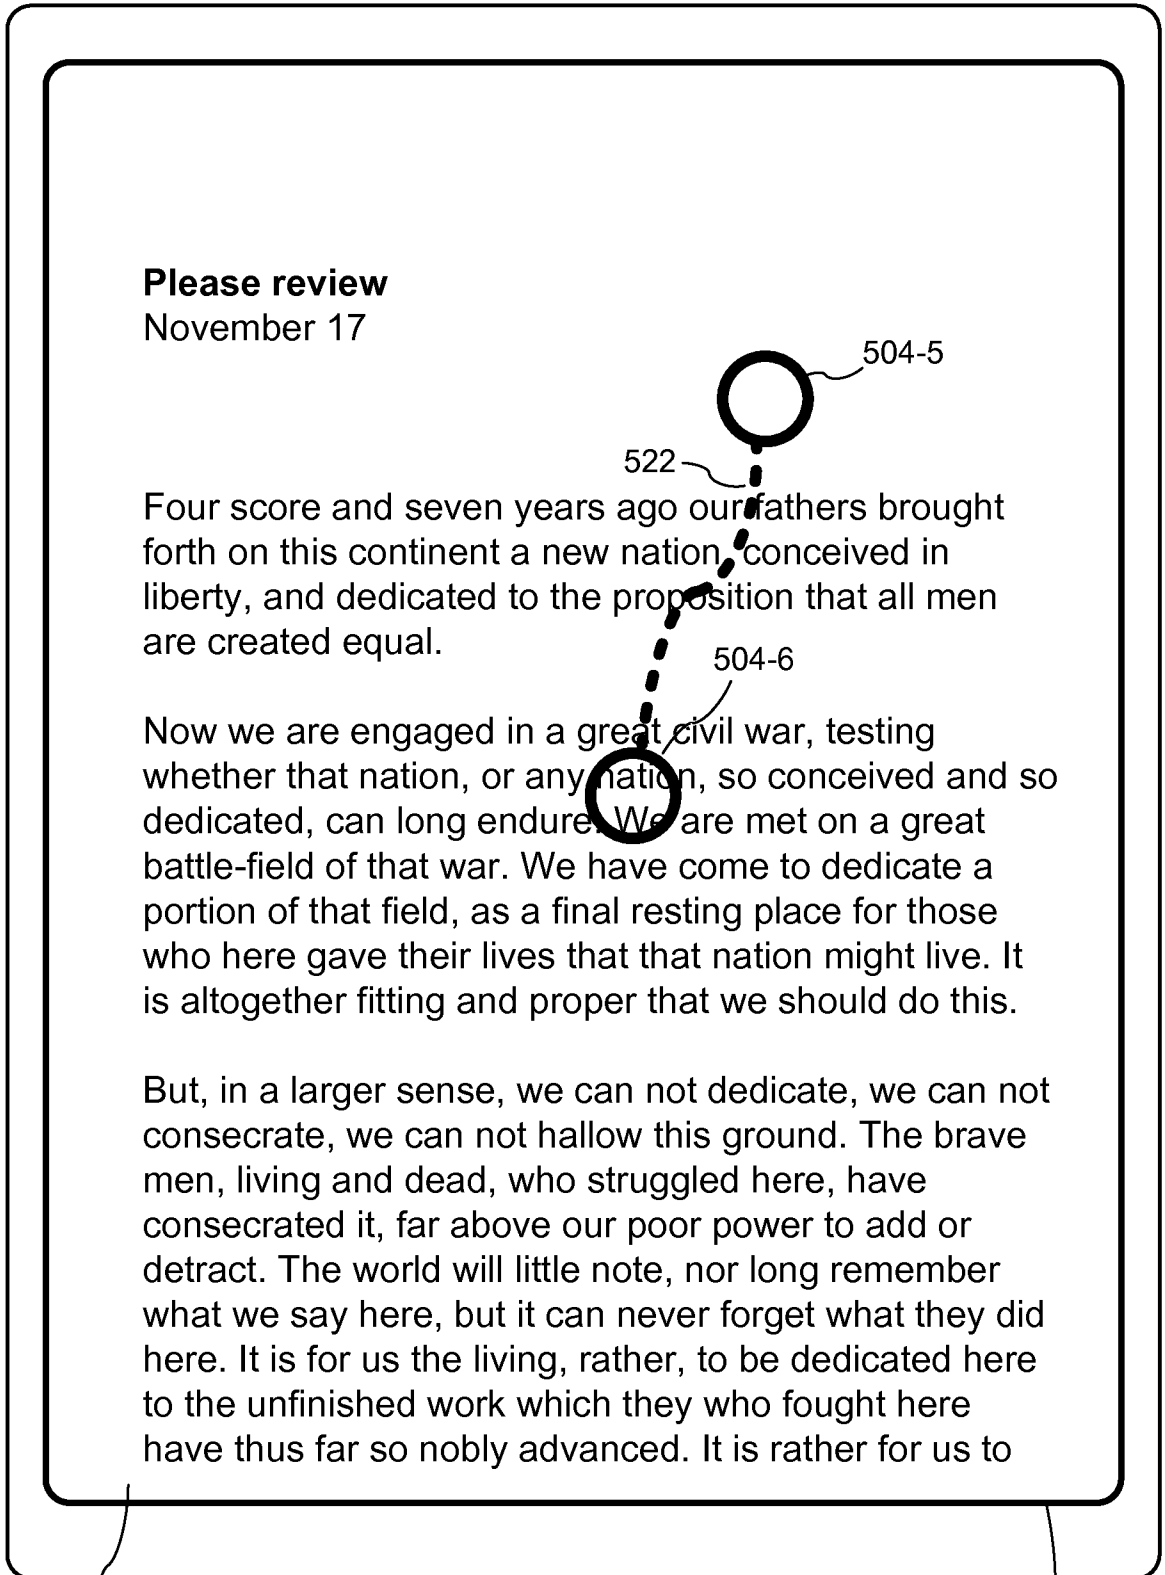 Please review
November 17
504-5
522
Four score and seven years ago our fathers brought
forth on this continent a new nation, conceived in
liberty, and dedicated to the proposition that all men
are created equal.
504-6
Now we are engaged in a great civil war, testing
whether that nation, or any nation, so conceived and so
dedicated, can long endure. We are met on a great
battle-field of that war. We have come to dedicate a
portion of that field, as a final resting place for those
who here gave their lives that that nation might live. It
is altogether fitting and proper that we should do this.
But, in a larger sense, we can not dedicate, we can not
consecrate, we can not hallow this ground. The brave
men, living and dead, who struggled here, have
consecrated it, far above our poor power to add or
detract. The world will little note, nor long remember
what we say here, but it can never forget what they did
here. It is for us the living, rather, to be dedicated here
to the unfinished work which they who fought here
have thus far so nobly advanced. It is rather for us to